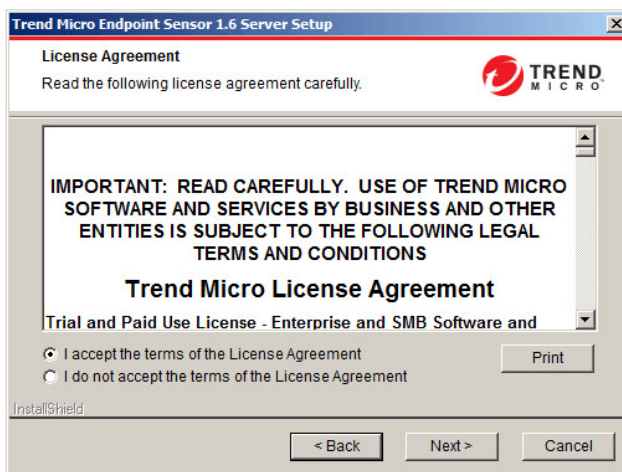 Trend Micro Endpoint Sensor 1.6 Server Setup
License Agreement
Read the following license agreement carefully.
TREND
MICRO
IMPORTANT: READ CAREFULLY. USE OF TREND MICRO
SOFTWARE AND SERVICES BY BUSINESS AND OTHER
ENTITIES IS SUBJECT TO THE FOLLOWING LEGAL
TERMS AND CONDITIONS
Trend Micro License Agreement
Trial and Paid Use License - Enterprise and SMB Software and
I accept the terms of the License Agreement
Print
I do not accept the terms of the License Agreement
InstallShield
< Back
Next >
Cancel